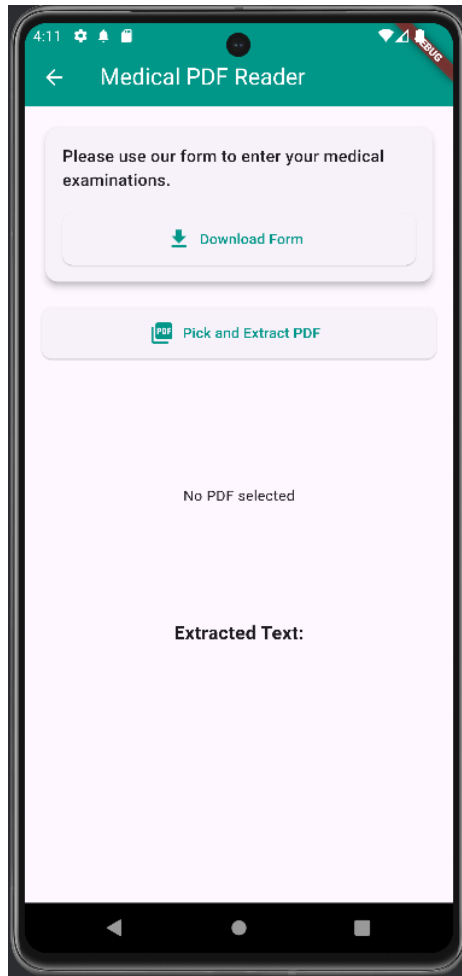 4:11
DEBUG
Medical PDF Reader
Please use our form to enter your medical
examinations.
Download Form
PDF
Pick and Extract PDF
No PDF selected
Extracted Text: